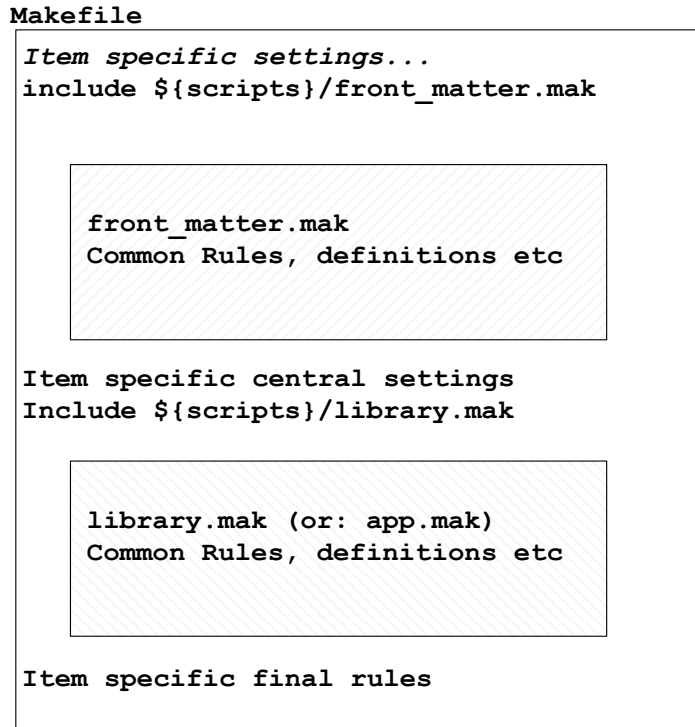 Makefile
Item specific settings...
include ${scripts}/front_matter.mak
front_matter.mak
Common Rules, definitions etc
Item specific central settings
Include ${scripts}/library.mak
library.mak (or: app.mak)
Common Rules, definitions etc
Item specific final rules